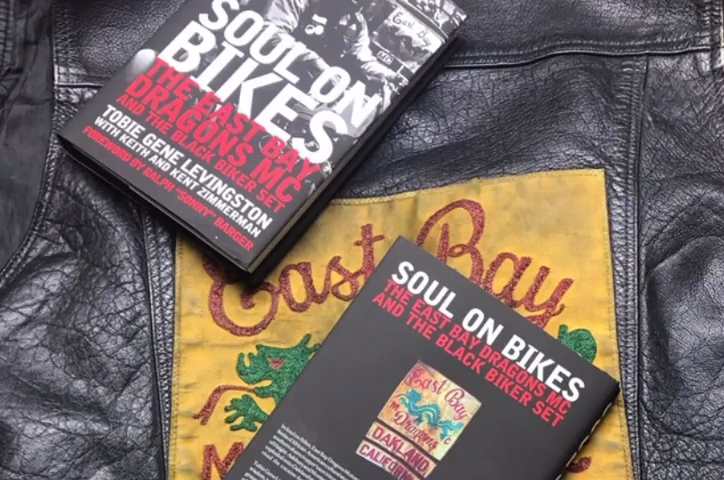 SOUL ON
BIKES
THE EAST BAY
DRAGONS MC
AND THE BLACK BIKER SET
TOBIE GENE LEVINGSTON
WITH KEITH AND KENT ZIMMERMAN
FOREWORD BY RALPH "SONNY" BARGER
East Bay
M
SOUL ON BIKES
THE EAST BAY DRAGONS MC
AND THE BLACK BIKER SET
East Bay
Dragons
OAKLAND
CALIFORNIA